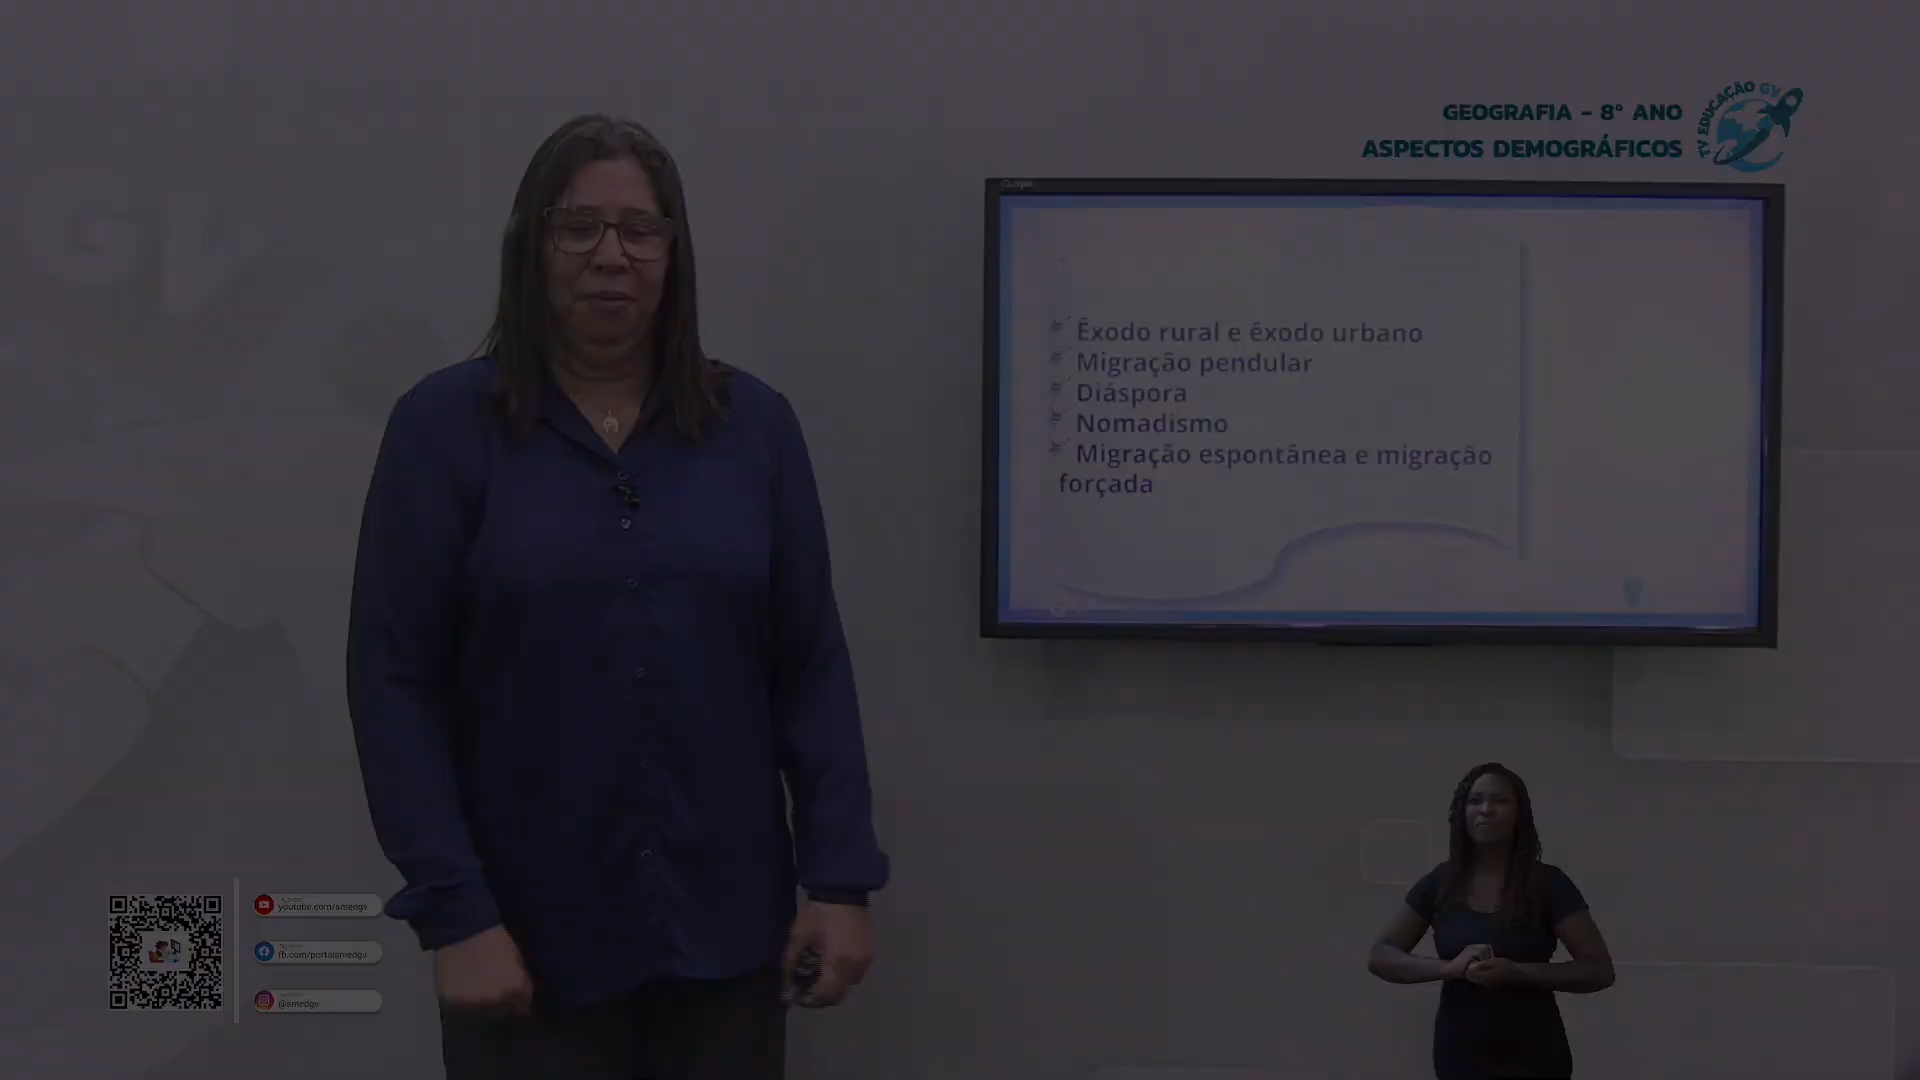 GEOGRAFIA - 8° ANO
ASPECTOS DEMOGRÁFICOS
TV EDUCAÇÃO GV
Êxodo rural e êxodo urbano
Migração pendular
Diáspora
Nomadismo
Migração espontânea e migração
forçada
GV
youtube.com/smedgv
fb.com/portalsmedgv
@smedgv